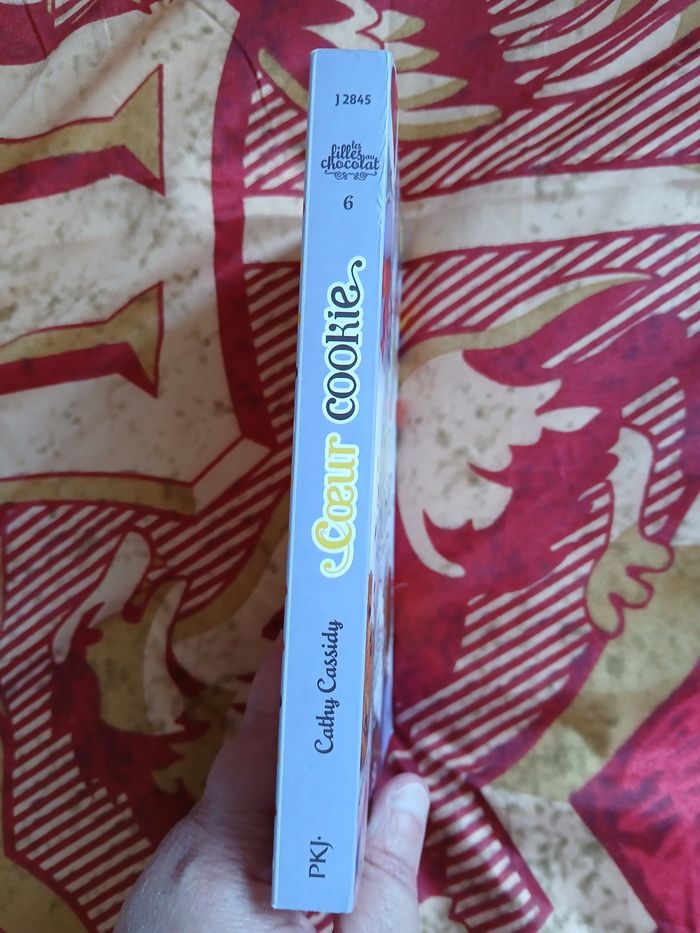 J 2845
les
filles au
chocolat
6
Cœur cookie
Cathy Cassidy
PKJ.